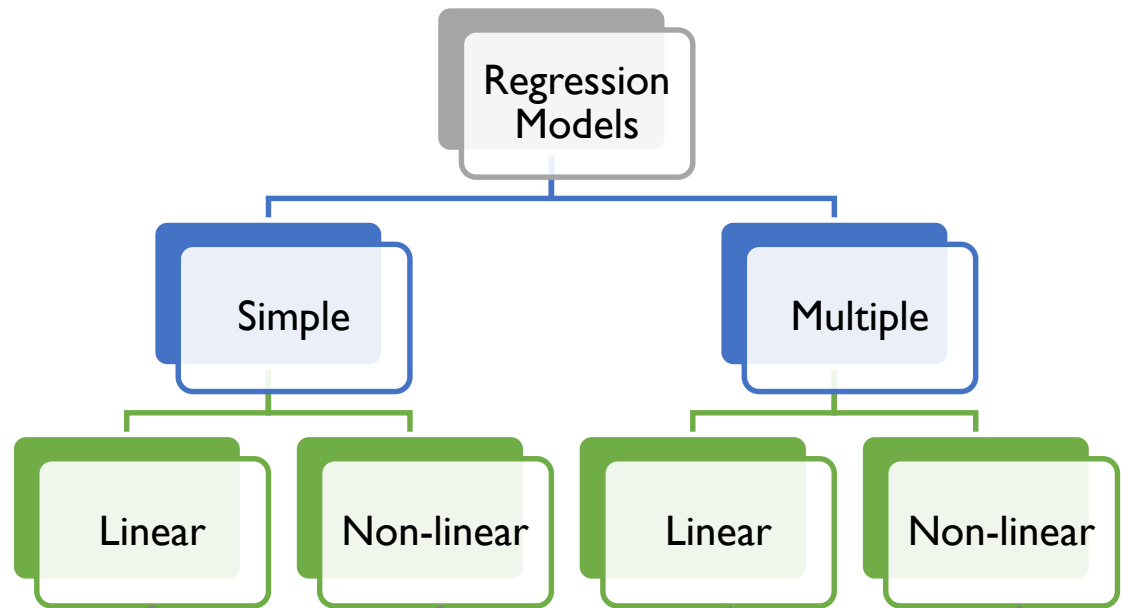 Regression
Models
Simple
Multiple
Linear
Non-linear
Linear
Non-linear